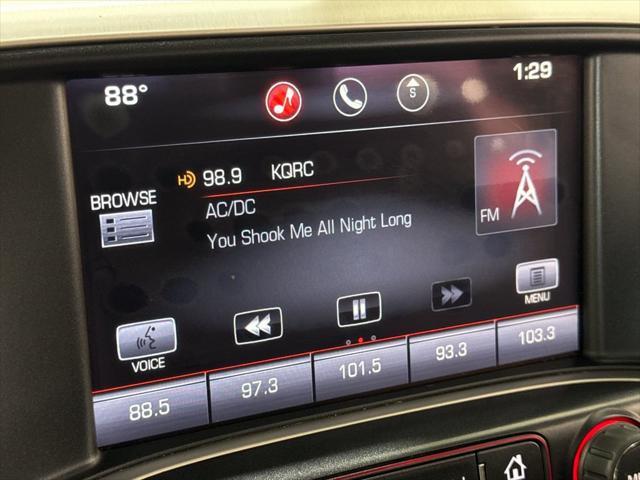 88° 1:29
S
HD 98.9 KQRC
BROWSE
AC/DC
You Shook Me All Night Long
FM
VOICE
MENU
88.5 97.3 101.5 93.3 103.3